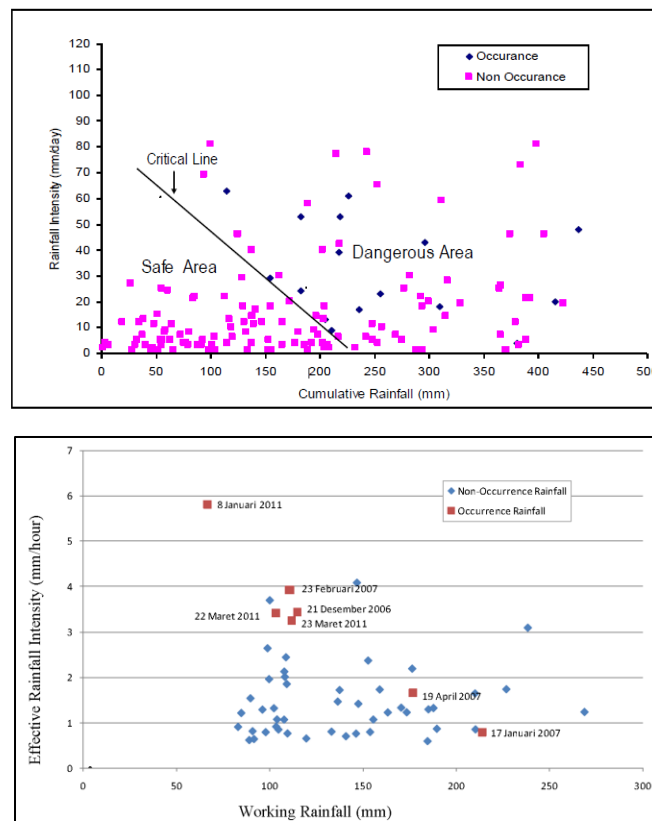 120
110
100
90
80
70
60
50
40
30
20
10
0
Rainfall Intensity (mm/day)
Occurance
Non Occurance
Critical Line
Safe Area
Dangerous Area
0 50 100 150 200 250 300 350 400 450 500
Cumulative Rainfall (mm)
7
6
5
4
3
2
1
0
Effective Rainfall Intensity (mm/hour)
Non-Occurrence Rainfall
Occurrence Rainfall
8 Januari 2011
23 Februari 2007
22 Maret 2011
21 Desember 2006
23 Maret 2011
19 April 2007
17 Januari 2007
0 50 100 150 200 250 300
Working Rainfall (mm)